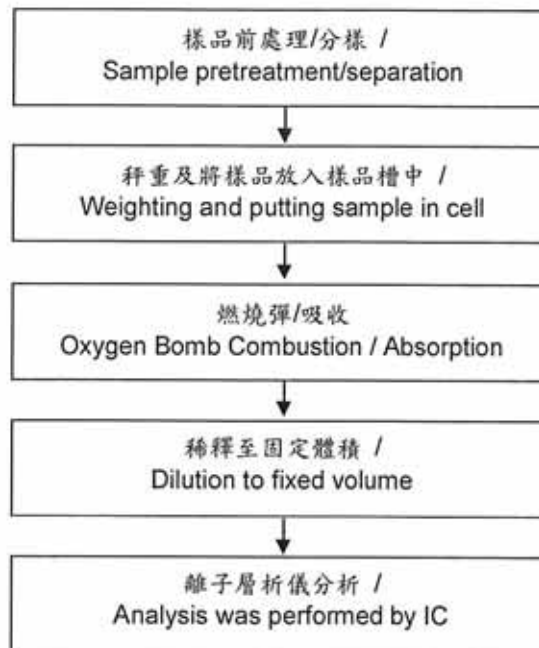 樣品前處理/分樣 /
Sample pretreatment/separation
秤重及將樣品放入樣品槽中 /
Weighting and putting sample in cell
燃燒彈/吸收
Oxygen Bomb Combustion / Absorption
稀釋至固定體積 /
Dilution to fixed volume
離子層析儀分析 /
Analysis was performed by IC